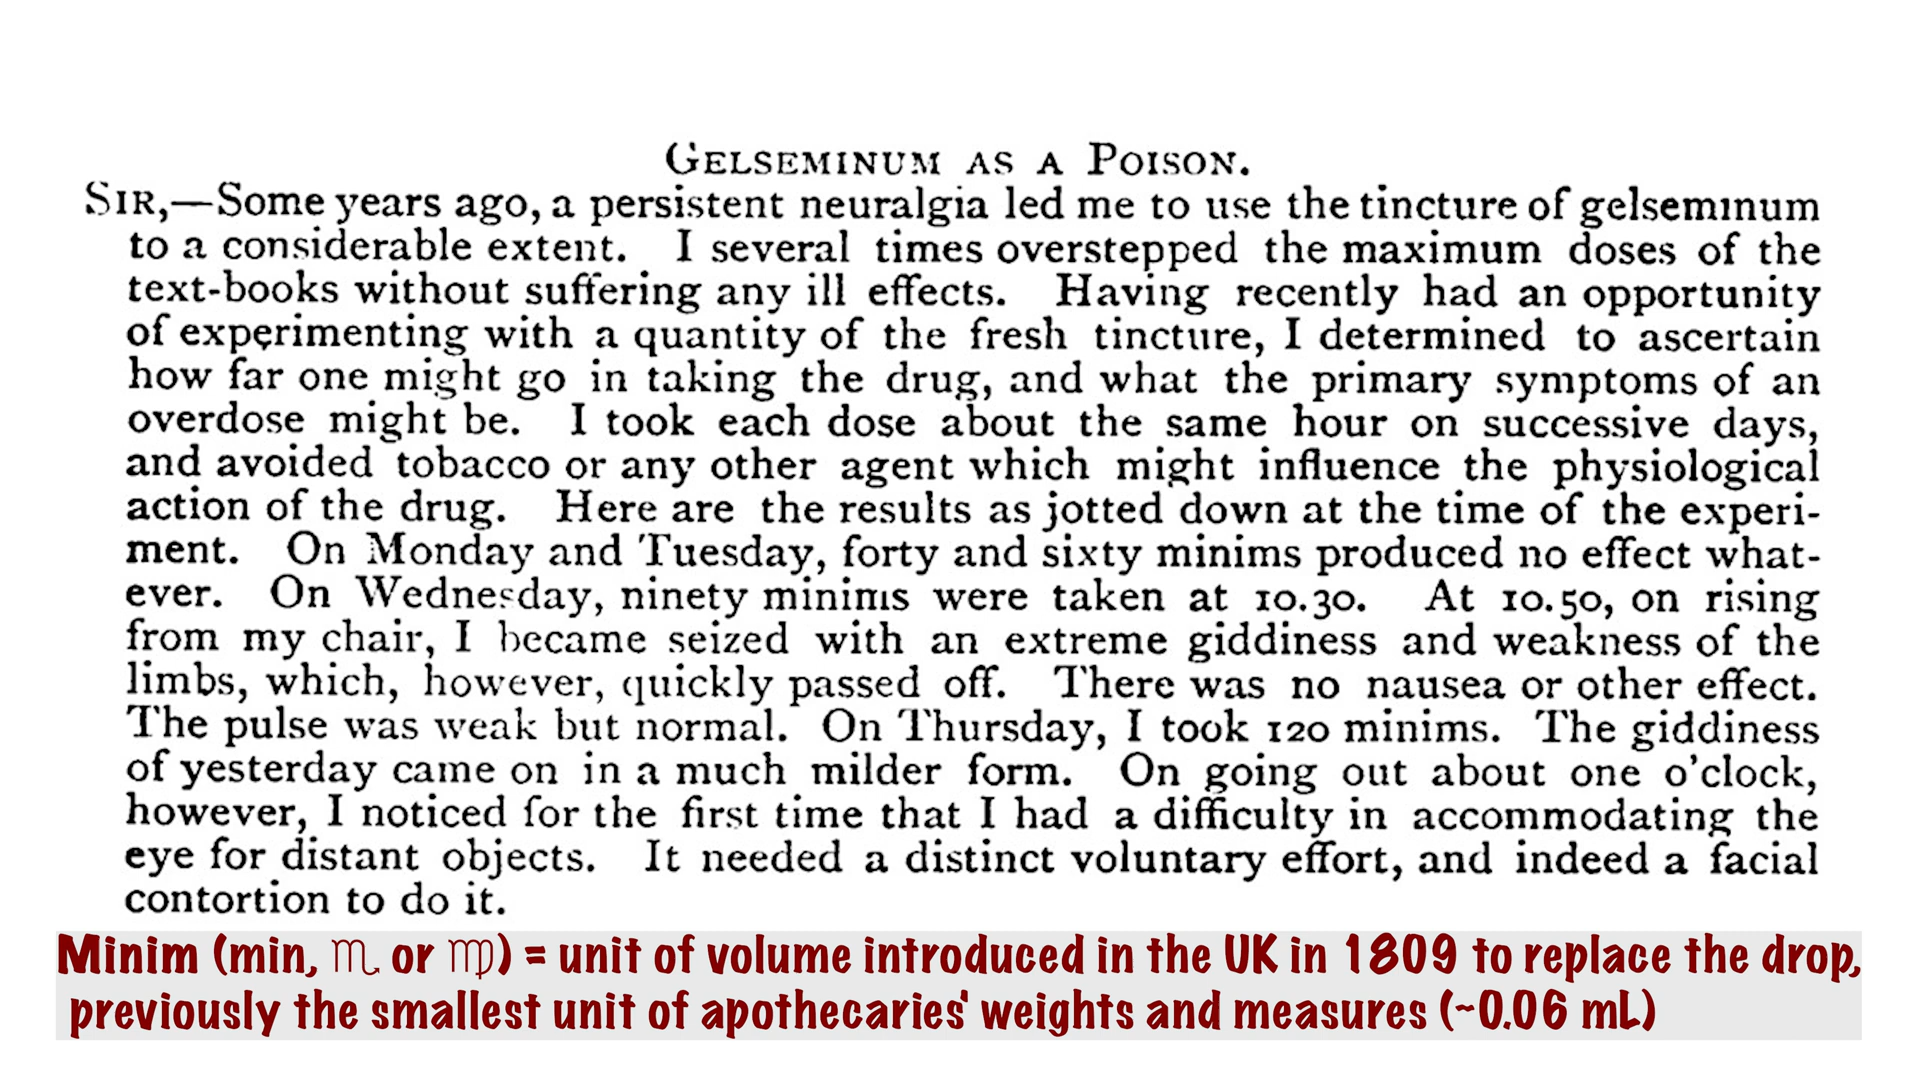 GELSEMINUM AS A POISON.
SIR,—Some years ago, a persistent neuralgia led me to use the tincture of gelseminum
to a considerable extent. I several times overstepped the maximum doses of the
text-books without suffering any ill effects. Having recently had an opportunity
of experimenting with a quantity of the fresh tincture, I determined to ascertain
how far one might go in taking the drug, and what the primary symptoms of an
overdose might be. I took each dose about the same hour on successive days,
and avoided tobacco or any other agent which might influence the physiological
action of the drug. Here are the results as jotted down at the time of the experi-
ment. On Monday and Tuesday, forty and sixty minims produced no effect what-
ever. On Wednesday, ninety minims were taken at 10.30. At 10.50, on rising
from my chair, I became seized with an extreme giddiness and weakness of the
limbs, which, however, quickly passed off. There was no nausea or other effect.
The pulse was weak but normal. On Thursday, I took 120 minims. The giddiness
of yesterday came on in a much milder form. On going out about one o'clock,
however, I noticed for the first time that I had a difficulty in accommodating the
eye for distant objects. It needed a distinct voluntary effort, and indeed a facial
contortion to do it.
Minim (min, ♏ or ♍) = unit of volume introduced in the UK in 1809 to replace the drop,
previously the smallest unit of apothecaries' weights and measures (~0.06 mL)